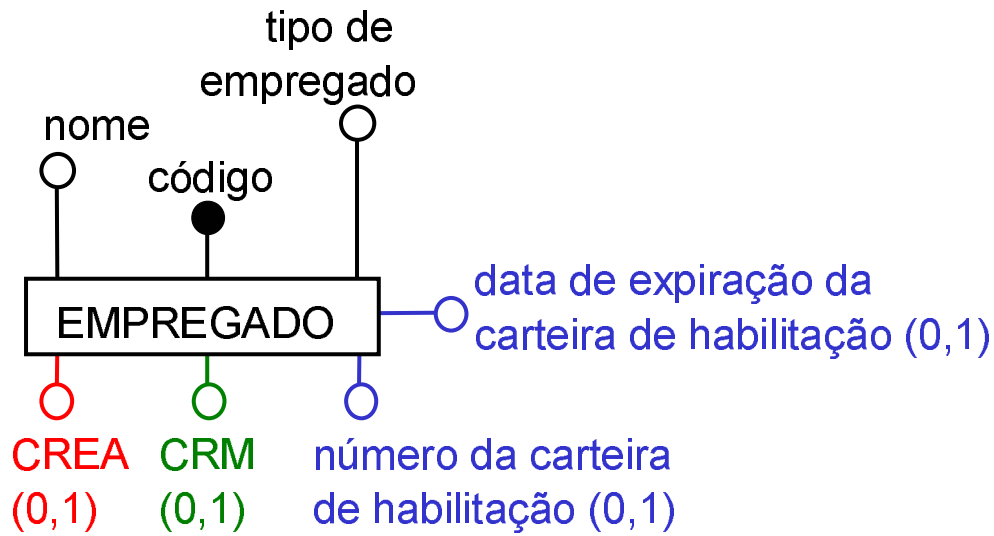 tipo de
empregado
nome
código
EMPREGADO
data de expiração da
carteira de habilitação (0,1)
CREA
(0,1)
CRM
(0,1)
número da carteira
de habilitação (0,1)